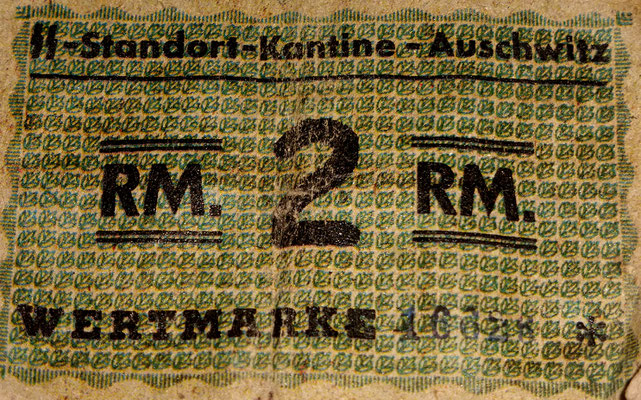 SS-Standort-Kantine-Auschwitz
RM. 2 RM.
WERTMARKE *